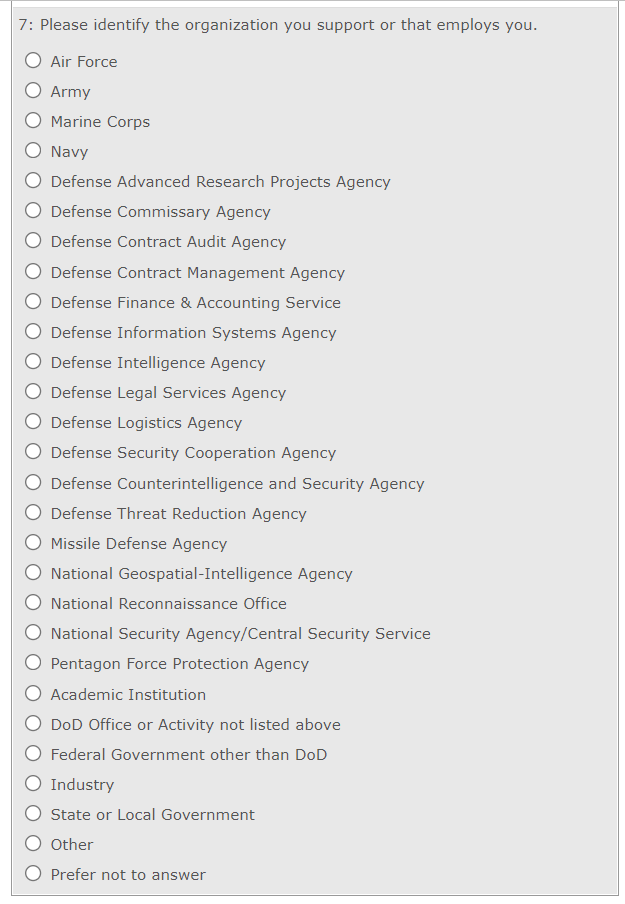 7: Please identify the organization you support or that employs you.
Air Force
Army
Marine Corps
Navy
Defense Advanced Research Projects Agency
Defense Commissary Agency
Defense Contract Audit Agency
Defense Contract Management Agency
Defense Finance & Accounting Service
Defense Information Systems Agency
Defense Intelligence Agency
Defense Legal Services Agency
Defense Logistics Agency
Defense Security Cooperation Agency
Defense Counterintelligence and Security Agency
Defense Threat Reduction Agency
Missile Defense Agency
National Geospatial-Intelligence Agency
National Reconnaissance Office
National Security Agency/Central Security Service
Pentagon Force Protection Agency
Academic Institution
DoD Office or Activity not listed above
Federal Government other than DoD
Industry
State or Local Government
Other
Prefer not to answer